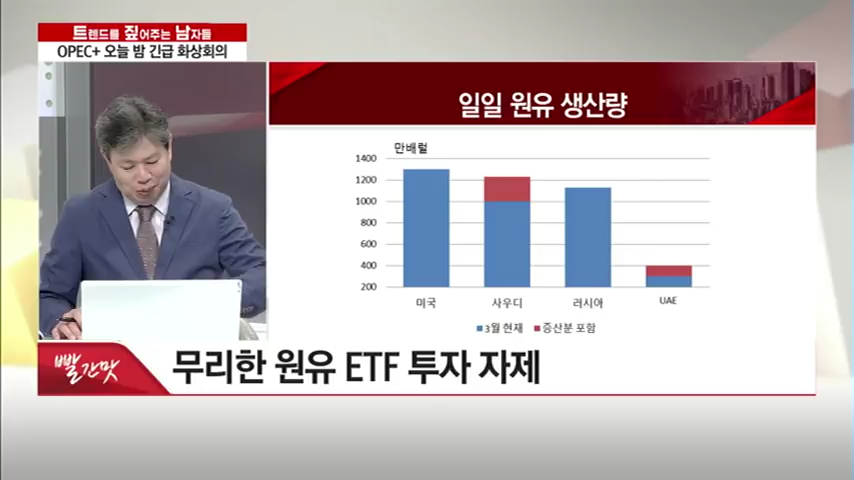 트렌드를 짚어주는 남자들
OPEC+ 오늘 밤 긴급 화상회의
일일 원유 생산량
만배럴
1400
1200
1000
800
600
400
200
미국
사우디
러시아
UAE
3월 현재
증산분 포함
빨간맛
무리한 원유 ETF 투자 자제